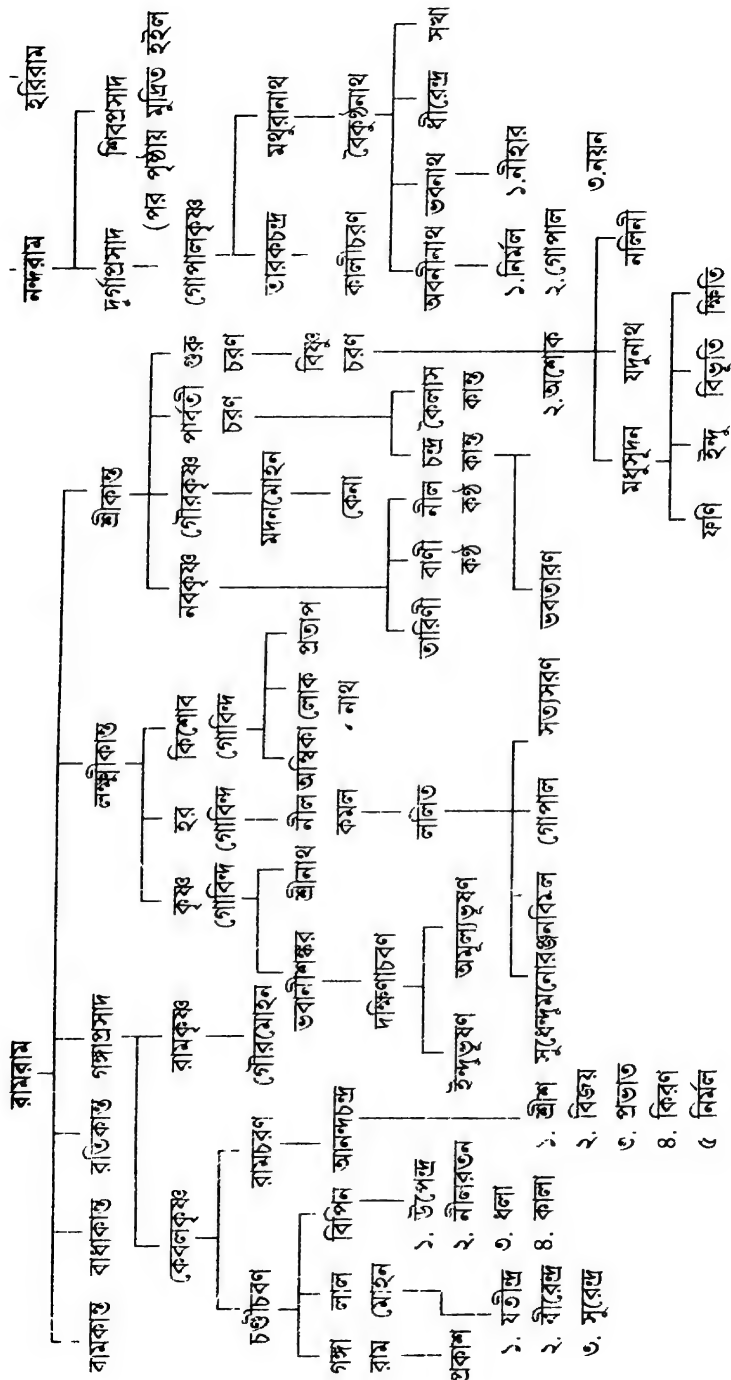 রামরাম নন্দরাম হরিরাম
রামকান্ত রাধাকান্ত রতিকান্ত গঙ্গাপ্রসাদ লক্ষ্মীকান্ত শ্রীকান্ত দুর্গাপ্রসাদ শিবপ্রসাদ
(পর পৃষ্ঠায় মুদ্রিত হইল
কেবলকৃষ্ণ রামকৃষ্ণ কৃষ্ণ হর কিশোর নবকৃষ্ণ গৌরকৃষ্ণ পার্বতী গুরু গোপালকৃষ্ণ
গোবিন্দ গোবিন্দ গোবিন্দ চরণ চরণ
চণ্ডীচরণ রামচরণ গৌরমোহন মদনমোহন বিষ্ণু তারকচন্দ্র মথুরানাথ
চরণ
ভবানীশঙ্কর শ্রীনাথ নীল অম্বিকা লোক প্রতাপ কেনা কালীচরণ বৈকুণ্ঠনাথ
কমল নাথ
গঙ্গা লাল বিপিন আনন্দচন্দ্র তারিণী বাণী নীল চন্দ্র কৈলাস
রাম মোহন কণ্ঠ কণ্ঠ কান্ত কান্ত
দক্ষিণাচরণ ললিত অবনীনাথ ভবনাথ ধীরেন্দ্র সখা
প্রকাশ ১. যতীন্দ্র ১. উপেন্দ্র ১. শ্রীশ ইন্দুভূষণ অমূল্যভূষণ ১.নির্মল ১.নীহার
২. বীরেন্দ্র ২. নীলরতন ২. বিজয় ২.গোপাল ২.অশোক
৩. সুরেন্দ্র ৩. ধলা ৩. প্রভাত ৩.নয়ন
৪. কালা ৪. কিরণ
৫ নির্মল
সুধেন্দু মনোরঞ্জন বিমল গোপাল সত্যসরণ ভবতারণ মধুসূদন যদুনাথ নলিনী
ফণি ইন্দু বিভূতি ক্ষিতি